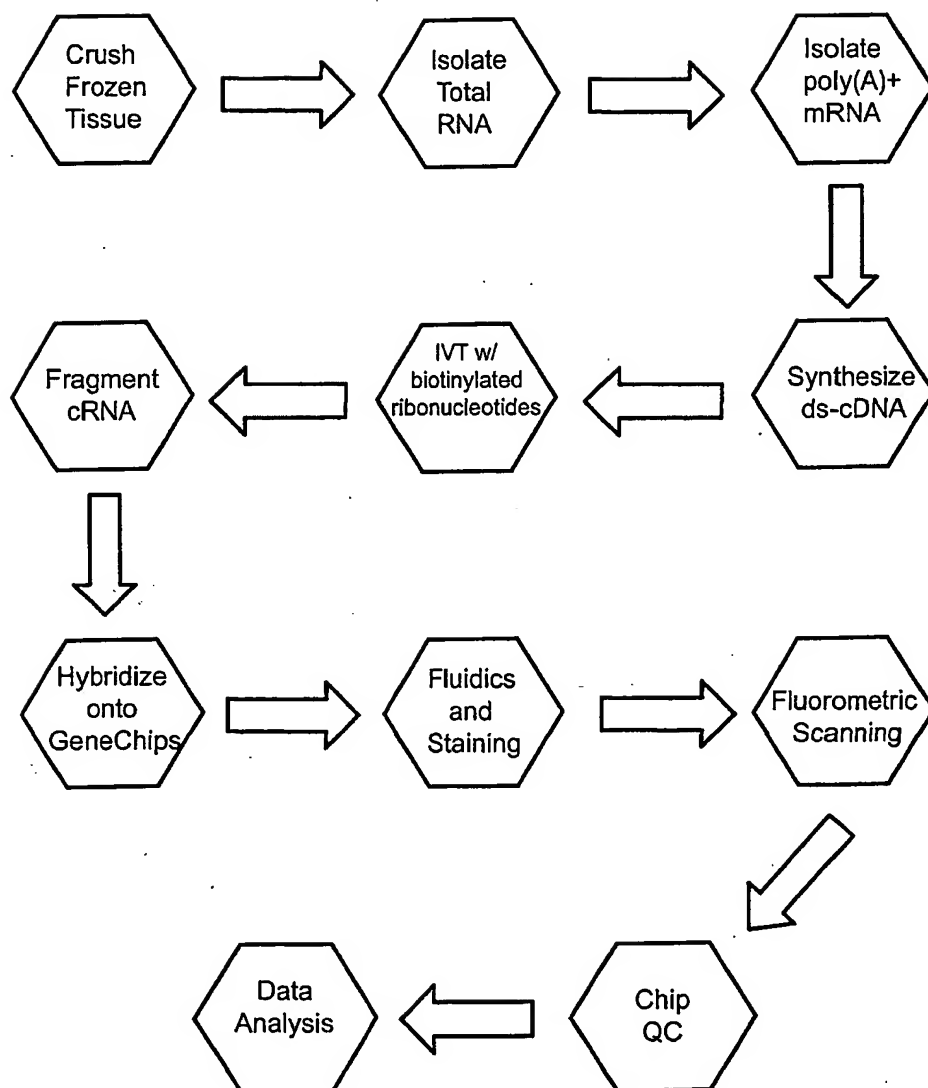 Crush
Frozen
Tissue
Isolate
Total
RNA
Isolate
poly(A)+
mRNA
Synthesize
ds-cDNA
IVT w/
biotinylated
ribonucleotides
Fragment
cRNA
Hybridize
onto
GeneChips
Fluidics
and
Staining
Fluorometric
Scanning
Chip
QC
Data
Analysis